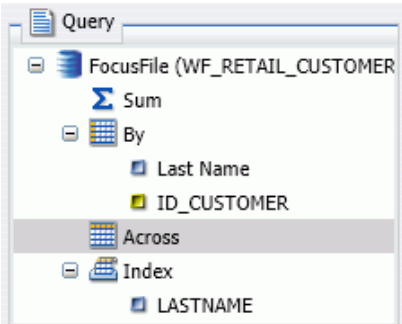 Query
FocusFile (WF_RETAIL_CUSTOMER
Sum
By
Last Name
ID_CUSTOMER
Across
Index
LASTNAME